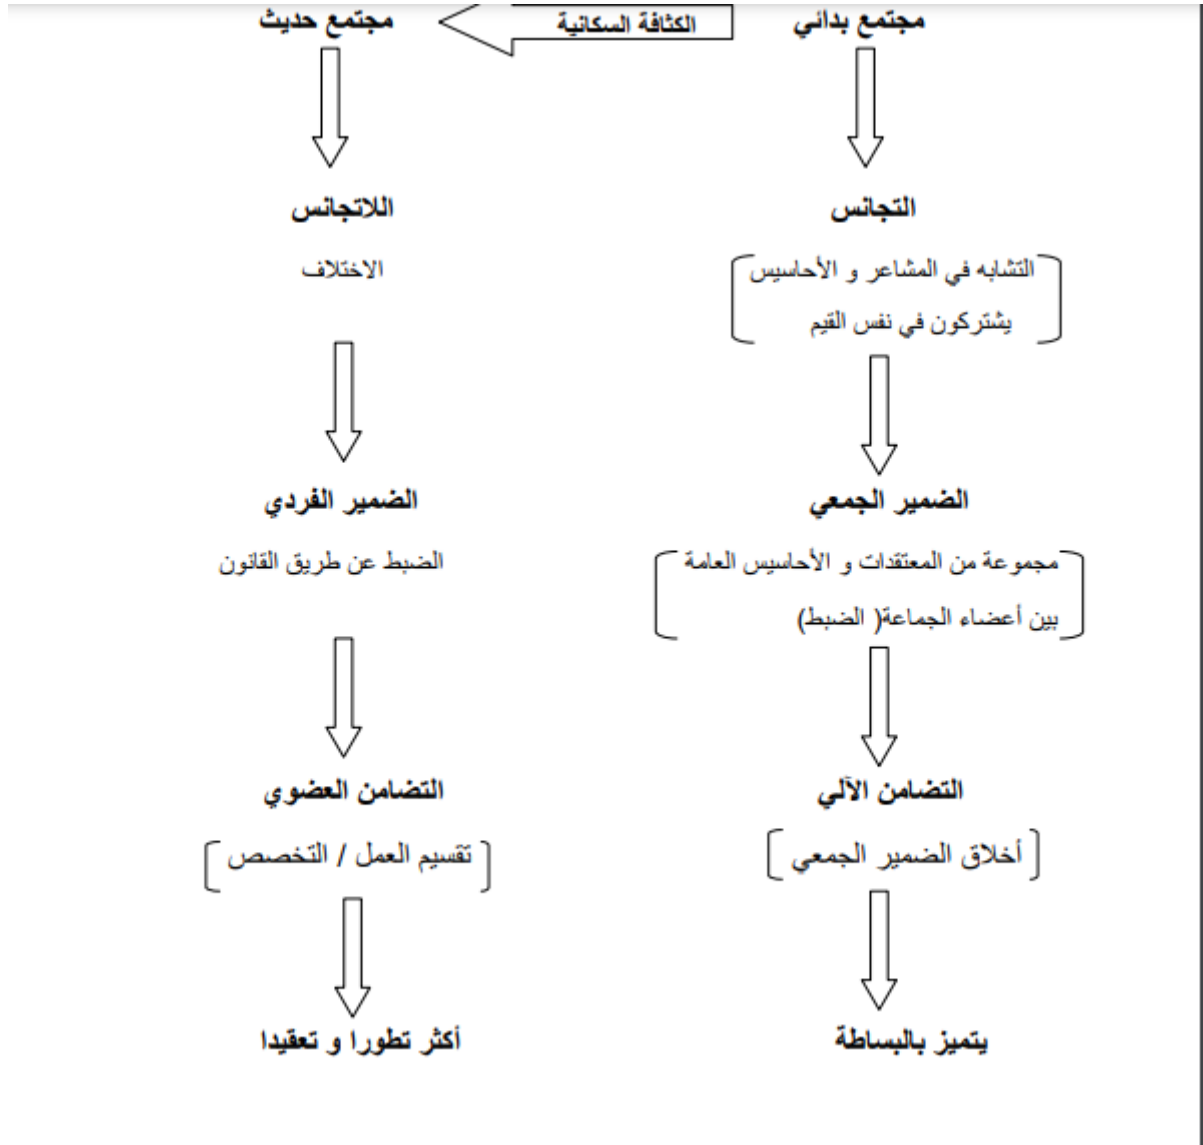 مجتمع بدائي
الكثافة السكانية
مجتمع حديث
التجانس
اللاتجانس
التشابه في المشاعر و الأحاسيس
الاختلاف
يشتركون في نفس القيم
الضمير الجمعي
الضمير الفردي
مجموعة من المعتقدات و الأحاسيس العامة
الضبط عن طريق القانون
بين أعضاء الجماعة( الضبط)
التضامن الآلي
التضامن العضوي
أخلاق الضمير الجمعي
تقسيم العمل / التخصص
يتميز بالبساطة
أكثر تطورا و تعقيدا